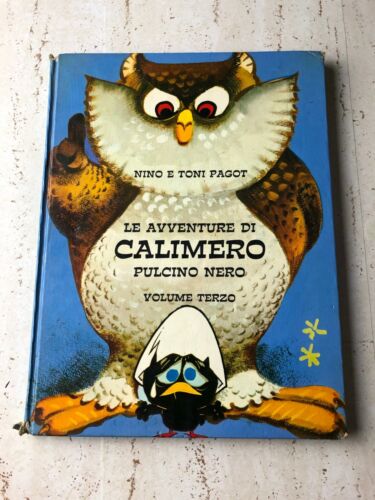 NINO E TONI PAGOT
LE AVVENTURE DI
CALIMERO
PULCINO NERO
VOLUME TERZO